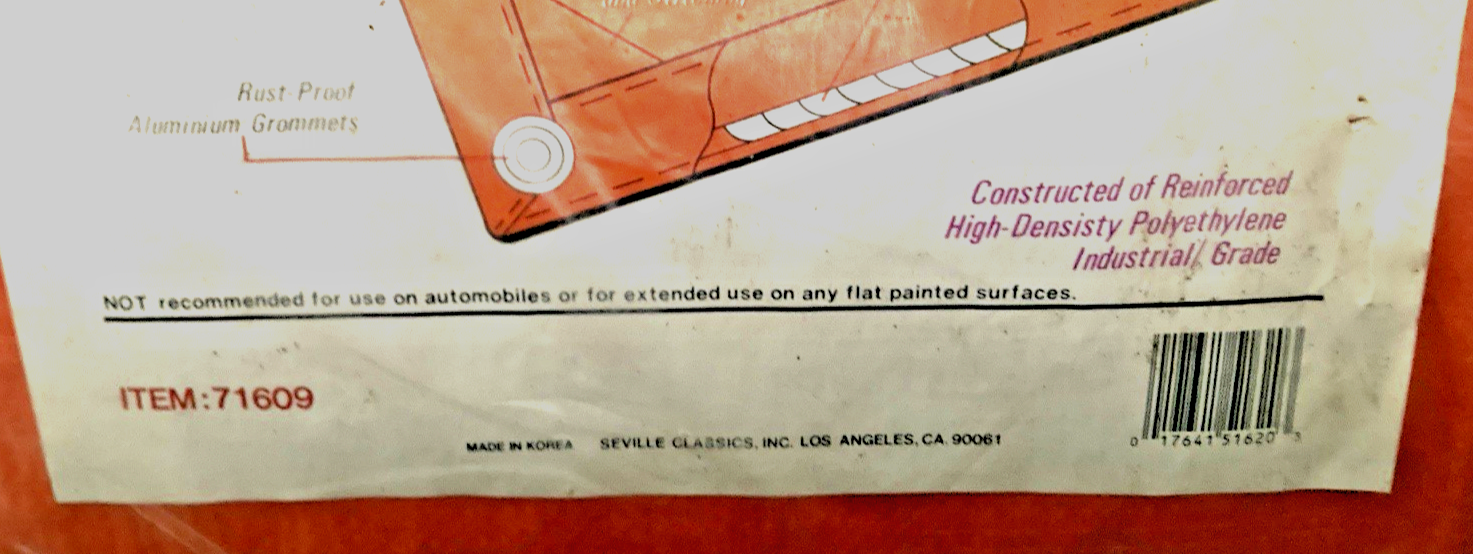 Rust-Proof
Aluminium Grommets
Constructed of Reinforced
High-Densisty Polyethylene
Industrial Grade
NOT recommended for use on automobiles or for extended use on any flat painted surfaces.
ITEM:71609
MADE IN KOREA SEVILLE CLASSICS, INC. LOS ANGELES, CA. 90061
0 17641 51620 3